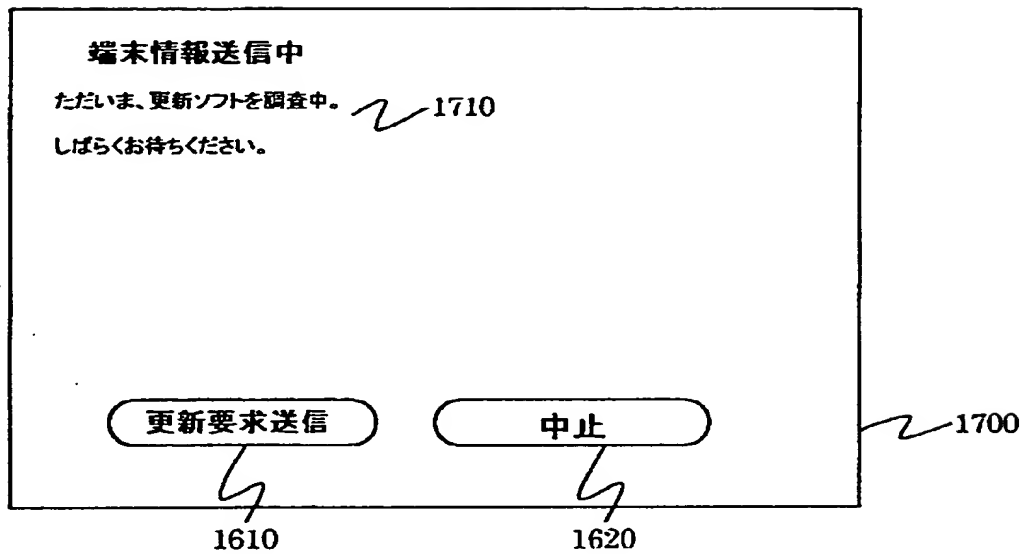 端末情報送信中
ただいま、更新ソフトを調査中。
1710
しばらくお待ちください。
更新要求送信
中止
1700
1610
1620